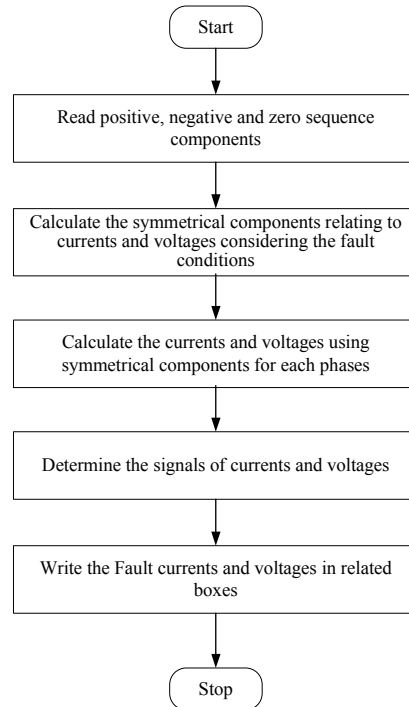 Start
Read positive, negative and zero sequence
components
Calculate the symmetrical components relating to
currents and voltages considering the fault
conditions
Calculate the currents and voltages using
symmetrical components for each phases
Determine the signals of currents and voltages
Write the Fault currents and voltages in related
boxes
Stop